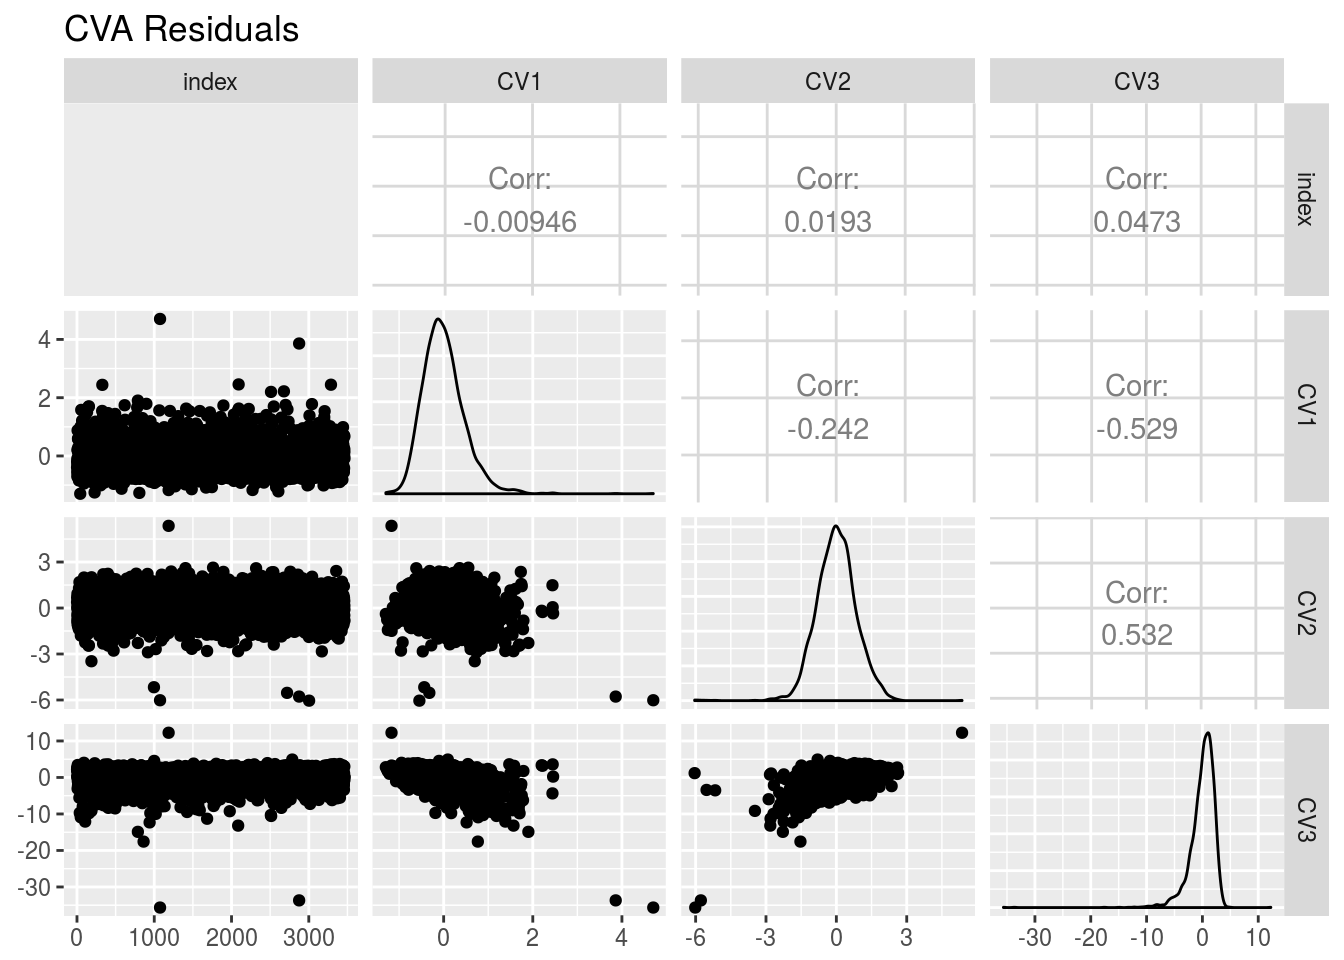 CVA Residuals
index CV1 CV2 CV3
Corr: Corr: Corr:
-0.00946 0.0193 0.0473
index
4
2
0
Corr: Corr:
-0.242 -0.529
CV1
3
0
-3
-6
Corr:
0.532
CV2
10
0
-10
-20
-30
CV3
0 1000 2000 3000 0 2 4 -6 -3 0 3 -30 -20 -10 0 10